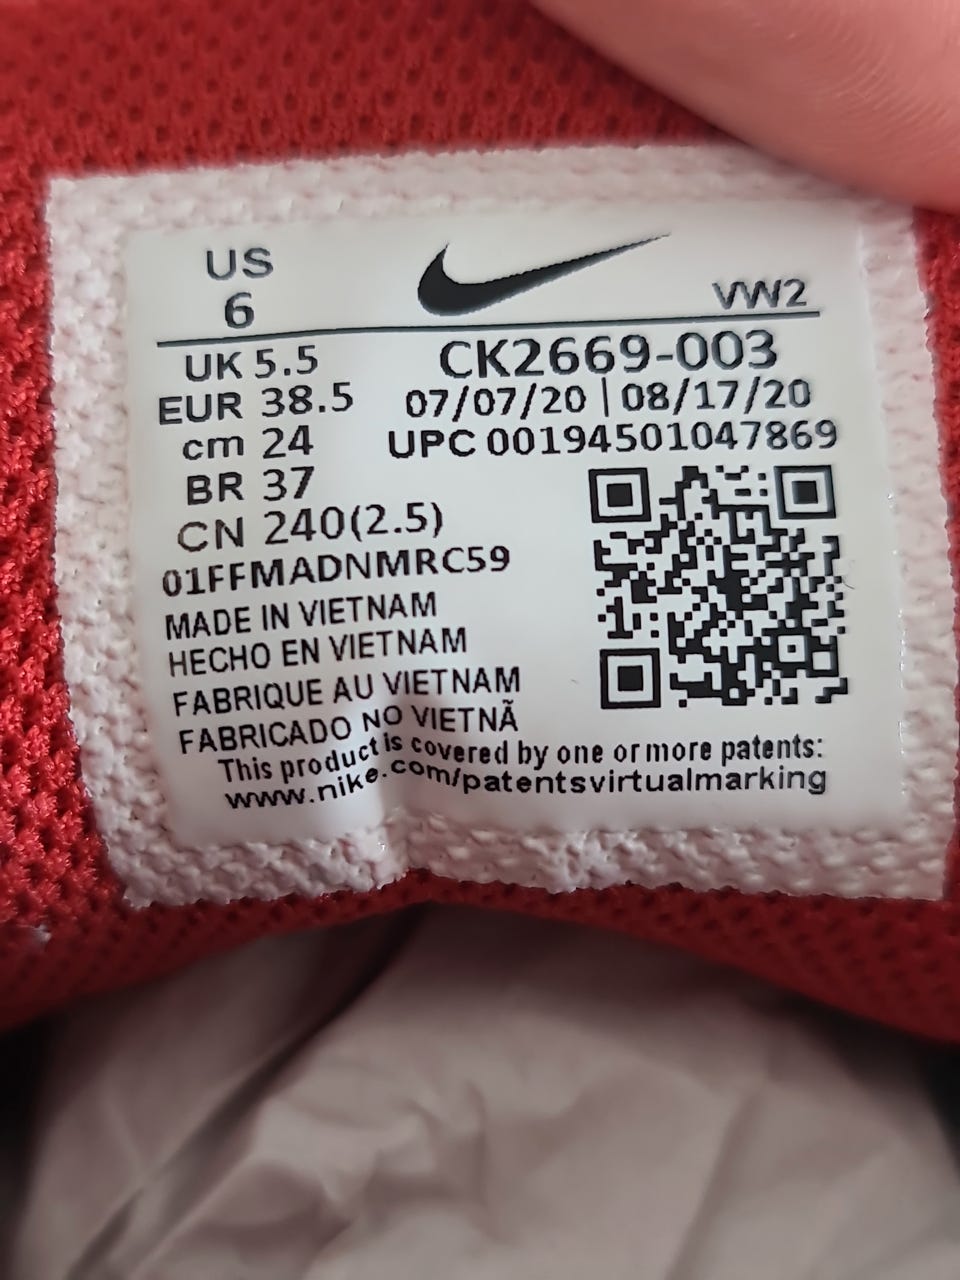 US
6
VW2
UK 5.5
CK2669-003
EUR 38.5
07/07/20 | 08/17/20
cm 24
UPC 00194501047869
BR 37
CN 240(2.5)
01FFMADNMRC59
MADE IN VIETNAM
HECHO EN VIETNAM
FABRIQUE AU VIETNAM
FABRICADO NO VIETNÃ
This product is covered by one or more patents:
www.nike.com/patentsvirtualmarking